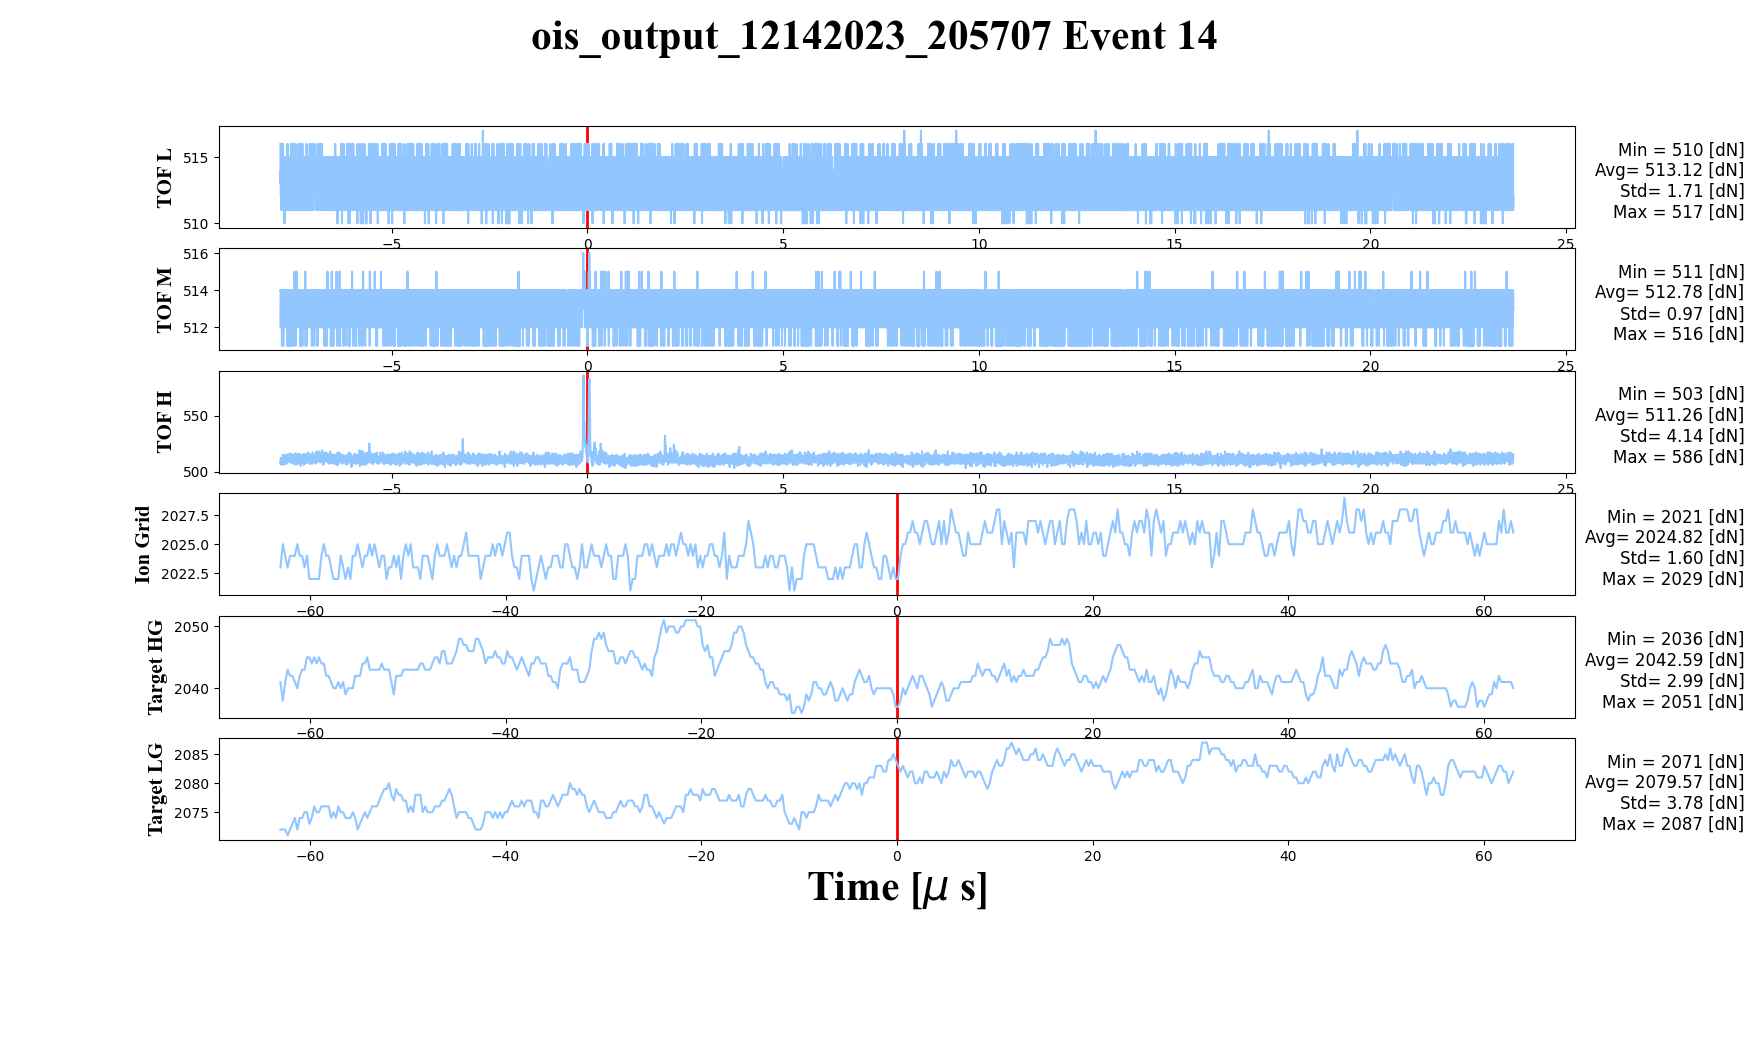 ois_output_12142023_205707 Event 14
TOF L
515
510
−5
0
5
10
15
20
25
Min = 510 [dN]
Avg= 513.12 [dN]
Std= 1.71 [dN]
Max = 517 [dN]
TOF M
516
514
512
−5
0
5
10
15
20
25
Min = 511 [dN]
Avg= 512.78 [dN]
Std= 0.97 [dN]
Max = 516 [dN]
TOF H
550
500
−5
0
5
10
15
20
25
Min = 503 [dN]
Avg= 511.26 [dN]
Std= 4.14 [dN]
Max = 586 [dN]
Ion Grid
2027.5
2025.0
2022.5
−60
−40
−20
0
20
40
60
Min = 2021 [dN]
Avg= 2024.82 [dN]
Std= 1.60 [dN]
Max = 2029 [dN]
Target HG
2050
2040
−60
−40
−20
0
20
40
60
Min = 2036 [dN]
Avg= 2042.59 [dN]
Std= 2.99 [dN]
Max = 2051 [dN]
Target LG
2085
2080
2075
−60
−40
−20
0
20
40
60
Min = 2071 [dN]
Avg= 2079.57 [dN]
Std= 3.78 [dN]
Max = 2087 [dN]
Time [μ s]